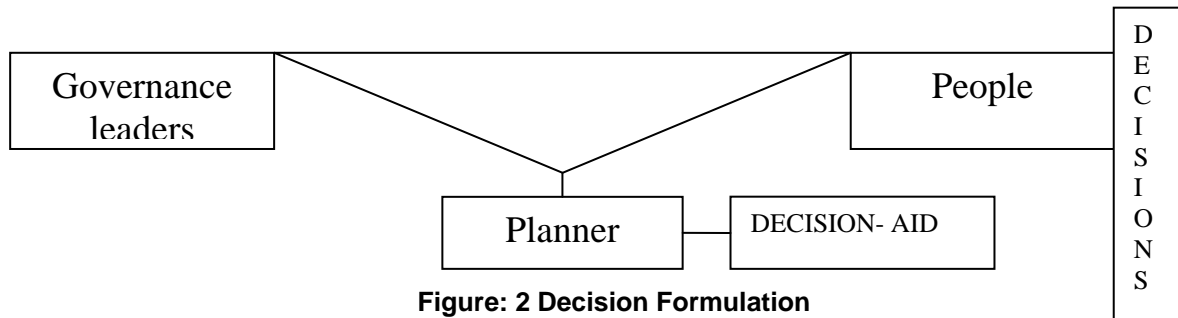 Governance
leaders
People
D
E
C
I
S
I
O
N
S
Planner
DECISION- AID
Figure: 2 Decision Formulation